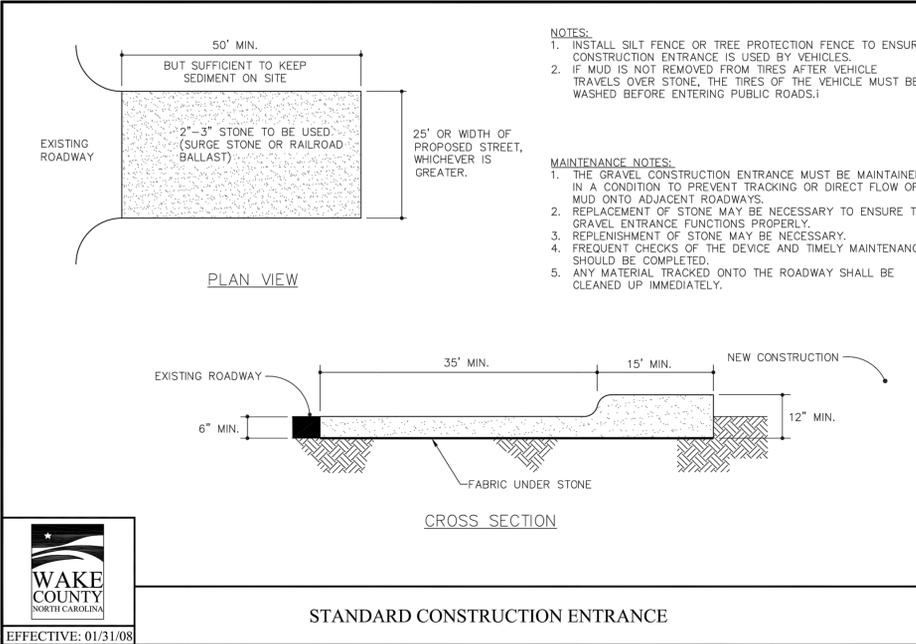 50' MIN.
BUT SUFFICIENT TO KEEP
SEDIMENT ON SITE
EXISTING
ROADWAY
2"-3" STONE TO BE USED
(SURGE STONE OR RAILROAD
BALLAST)
25' OR WIDTH OF
PROPOSED STREET,
WHICHEVER IS
GREATER.
PLAN VIEW
NOTES:
1. INSTALL SILT FENCE OR TREE PROTECTION FENCE TO ENSUR
CONSTRUCTION ENTRANCE IS USED BY VEHICLES.
2. IF MUD IS NOT REMOVED FROM TIRES AFTER VEHICLE
TRAVELS OVER STONE, THE TIRES OF THE VEHICLE MUST BE
WASHED BEFORE ENTERING PUBLIC ROADS.i
MAINTENANCE NOTES:
1. THE GRAVEL CONSTRUCTION ENTRANCE MUST BE MAINTAINE
IN A CONDITION TO PREVENT TRACKING OR DIRECT FLOW OF
MUD ONTO ADJACENT ROADWAYS.
2. REPLACEMENT OF STONE MAY BE NECESSARY TO ENSURE T
GRAVEL ENTRANCE FUNCTIONS PROPERLY.
3. REPLENISHMENT OF STONE MAY BE NECESSARY.
4. FREQUENT CHECKS OF THE DEVICE AND TIMELY MAINTENANC
SHOULD BE COMPLETED.
5. ANY MATERIAL TRACKED ONTO THE ROADWAY SHALL BE
CLEANED UP IMMEDIATELY.
35' MIN.
15' MIN.
NEW CONSTRUCTION
EXISTING ROADWAY
6" MIN.
12" MIN.
FABRIC UNDER STONE
CROSS SECTION
WAKE
COUNTY
NORTH CAROLINA
EFFECTIVE: 01/31/08
STANDARD CONSTRUCTION ENTRANCE